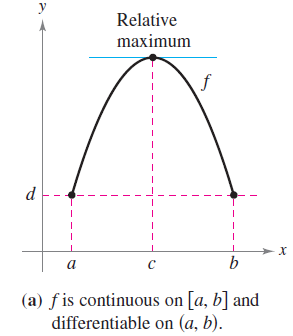 y
Relative
maximum
f
d
x
a
c
b
(a) f is continuous on [a, b] and
differentiable on (a, b).